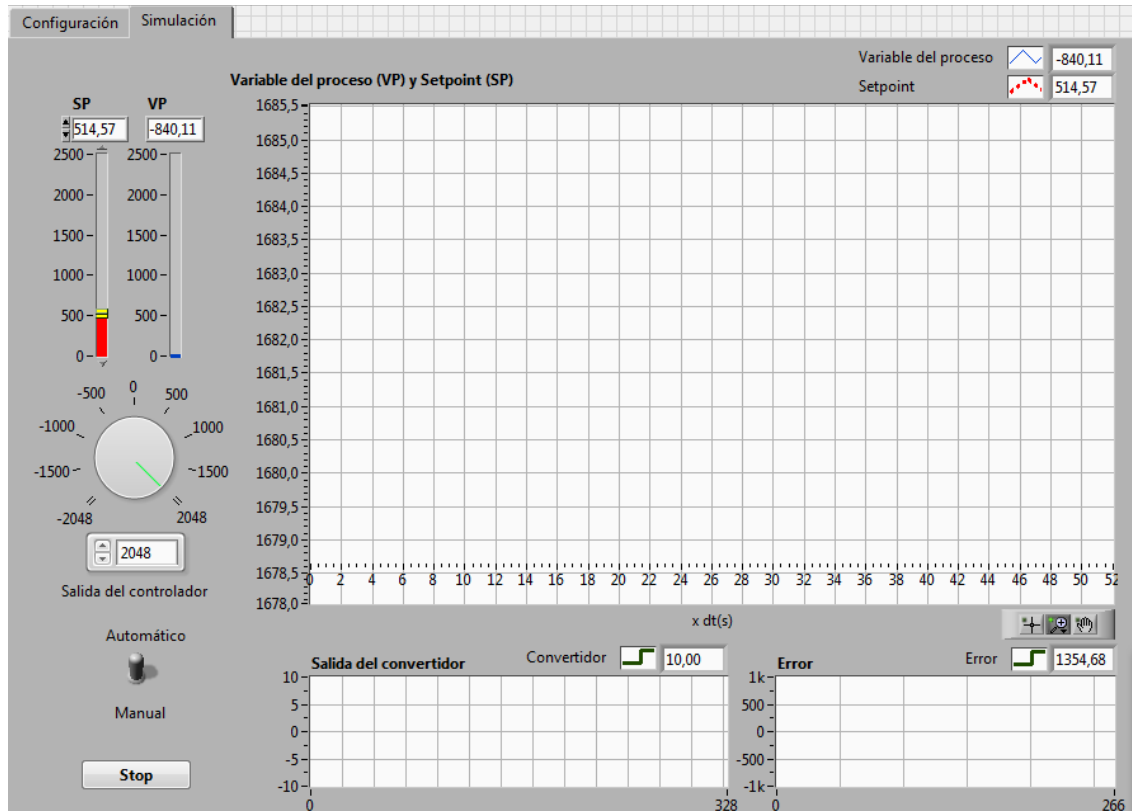 Configuración Simulación
Variable del proceso -840,11
Setpoint 514,57
Variable del proceso (VP) y Setpoint (SP)
SP VP
514,57 -840,11
2500 2500
2000 2000
1500 1500
1000 1000
500 500
0 0
1685,5
1685,0
1684,5
1684,0
1683,5
1683,0
1682,5
1682,0
1681,5
1681,0
1680,5
1680,0
1679,5
1679,0
1678,5
1678,0
0 2 4 6 8 10 12 14 16 18 20 22 24 26 28 30 32 34 36 38 40 42 44 46 48 50 52
x dt(s)
-500 0 500
-1000 1000
-1500 1500
-2048 2048
2048
Salida del controlador
Automático
Manual
Stop
Salida del convertidor Convertidor 10,00
10
5
0
-5
-10
0 328
Error Error 1354,68
1k
500
0
-500
-1k
0 266